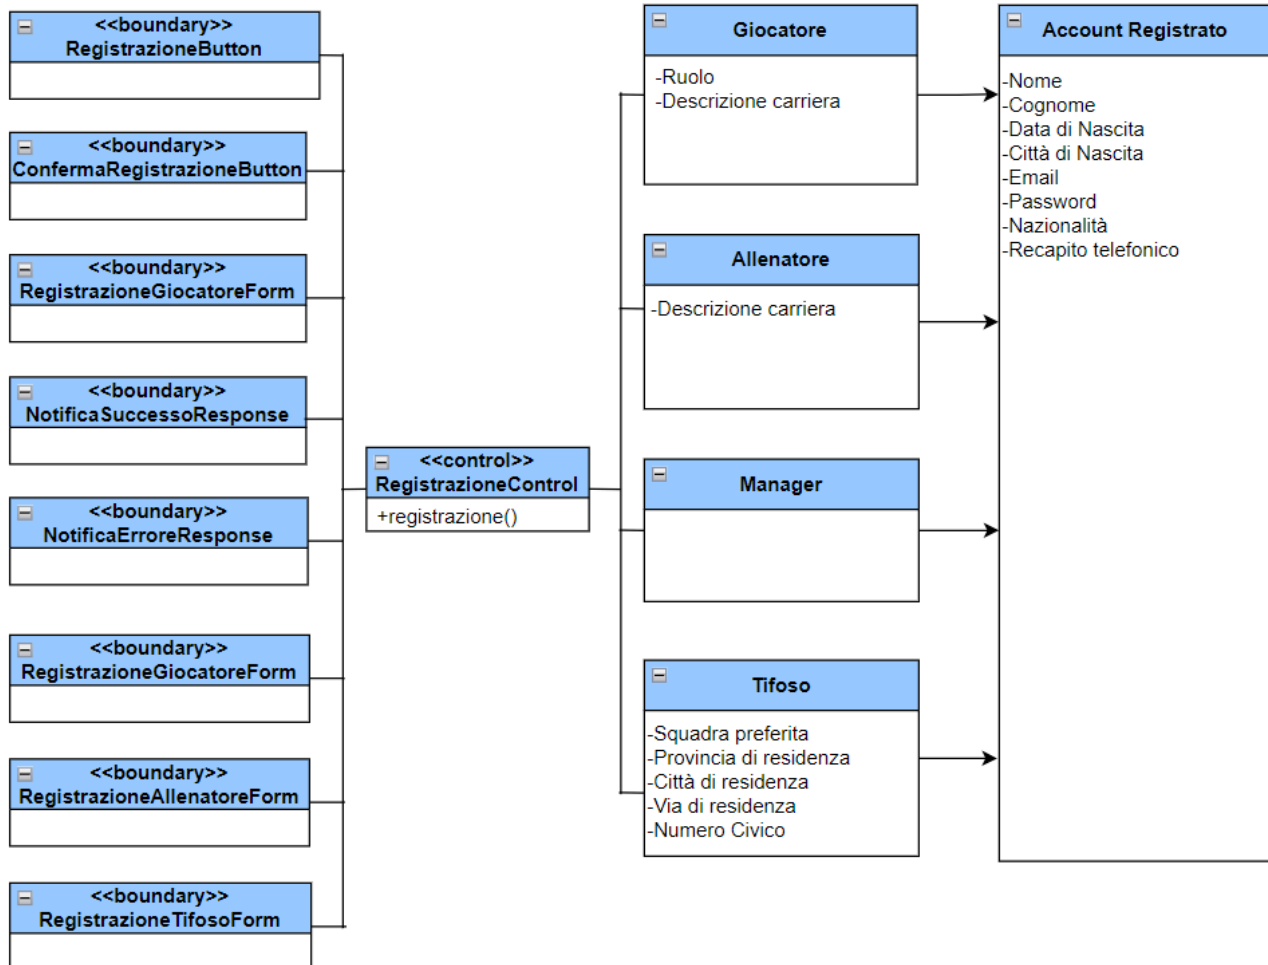 <<boundary>>
RegistrazioneButton
<<boundary>>
ConfermaRegistrazioneButton
<<boundary>>
RegistrazioneGiocatoreForm
<<boundary>>
NotificaSuccessoResponse
<<boundary>>
NotificaErroreResponse
<<boundary>>
RegistrazioneGiocatoreForm
<<boundary>>
RegistrazioneAllenatoreForm
<<boundary>>
RegistrazioneTifosoForm
<<control>>
RegistrazioneControl
+registrazione()
Giocatore
-Ruolo
-Descrizione carriera
Allenatore
-Descrizione carriera
Manager
Tifoso
-Squadra preferita
-Provincia di residenza
-Città di residenza
-Via di residenza
-Numero Civico
Account Registrato
-Nome
-Cognome
-Data di Nascita
-Città di Nascita
-Email
-Password
-Nazionalità
-Recapito telefonico